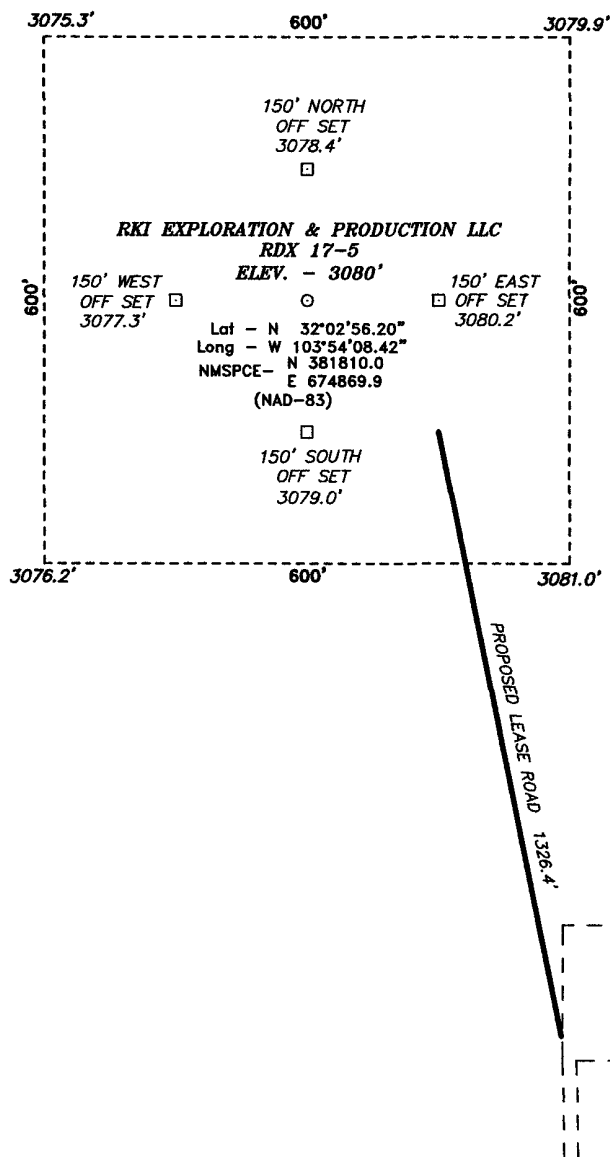 3075.3' 600' 3079.9'
150' NORTH
OFF SET
3078.4'
RKI EXPLORATION & PRODUCTION LLC
RDX 17-5
ELEV. - 3080'
600'
150' WEST
OFF SET
3077.3'
150' EAST
OFF SET
3080.2'
600'
Lat - N 32°02'56.20"
Long - W 103°54'08.42"
NMSPCE- N 381810.0
E 674869.9
(NAD-83)
150' SOUTH
OFF SET
3079.0'
3076.2' 600' 3081.0'
PROPOSED LEASE ROAD 1326.4'